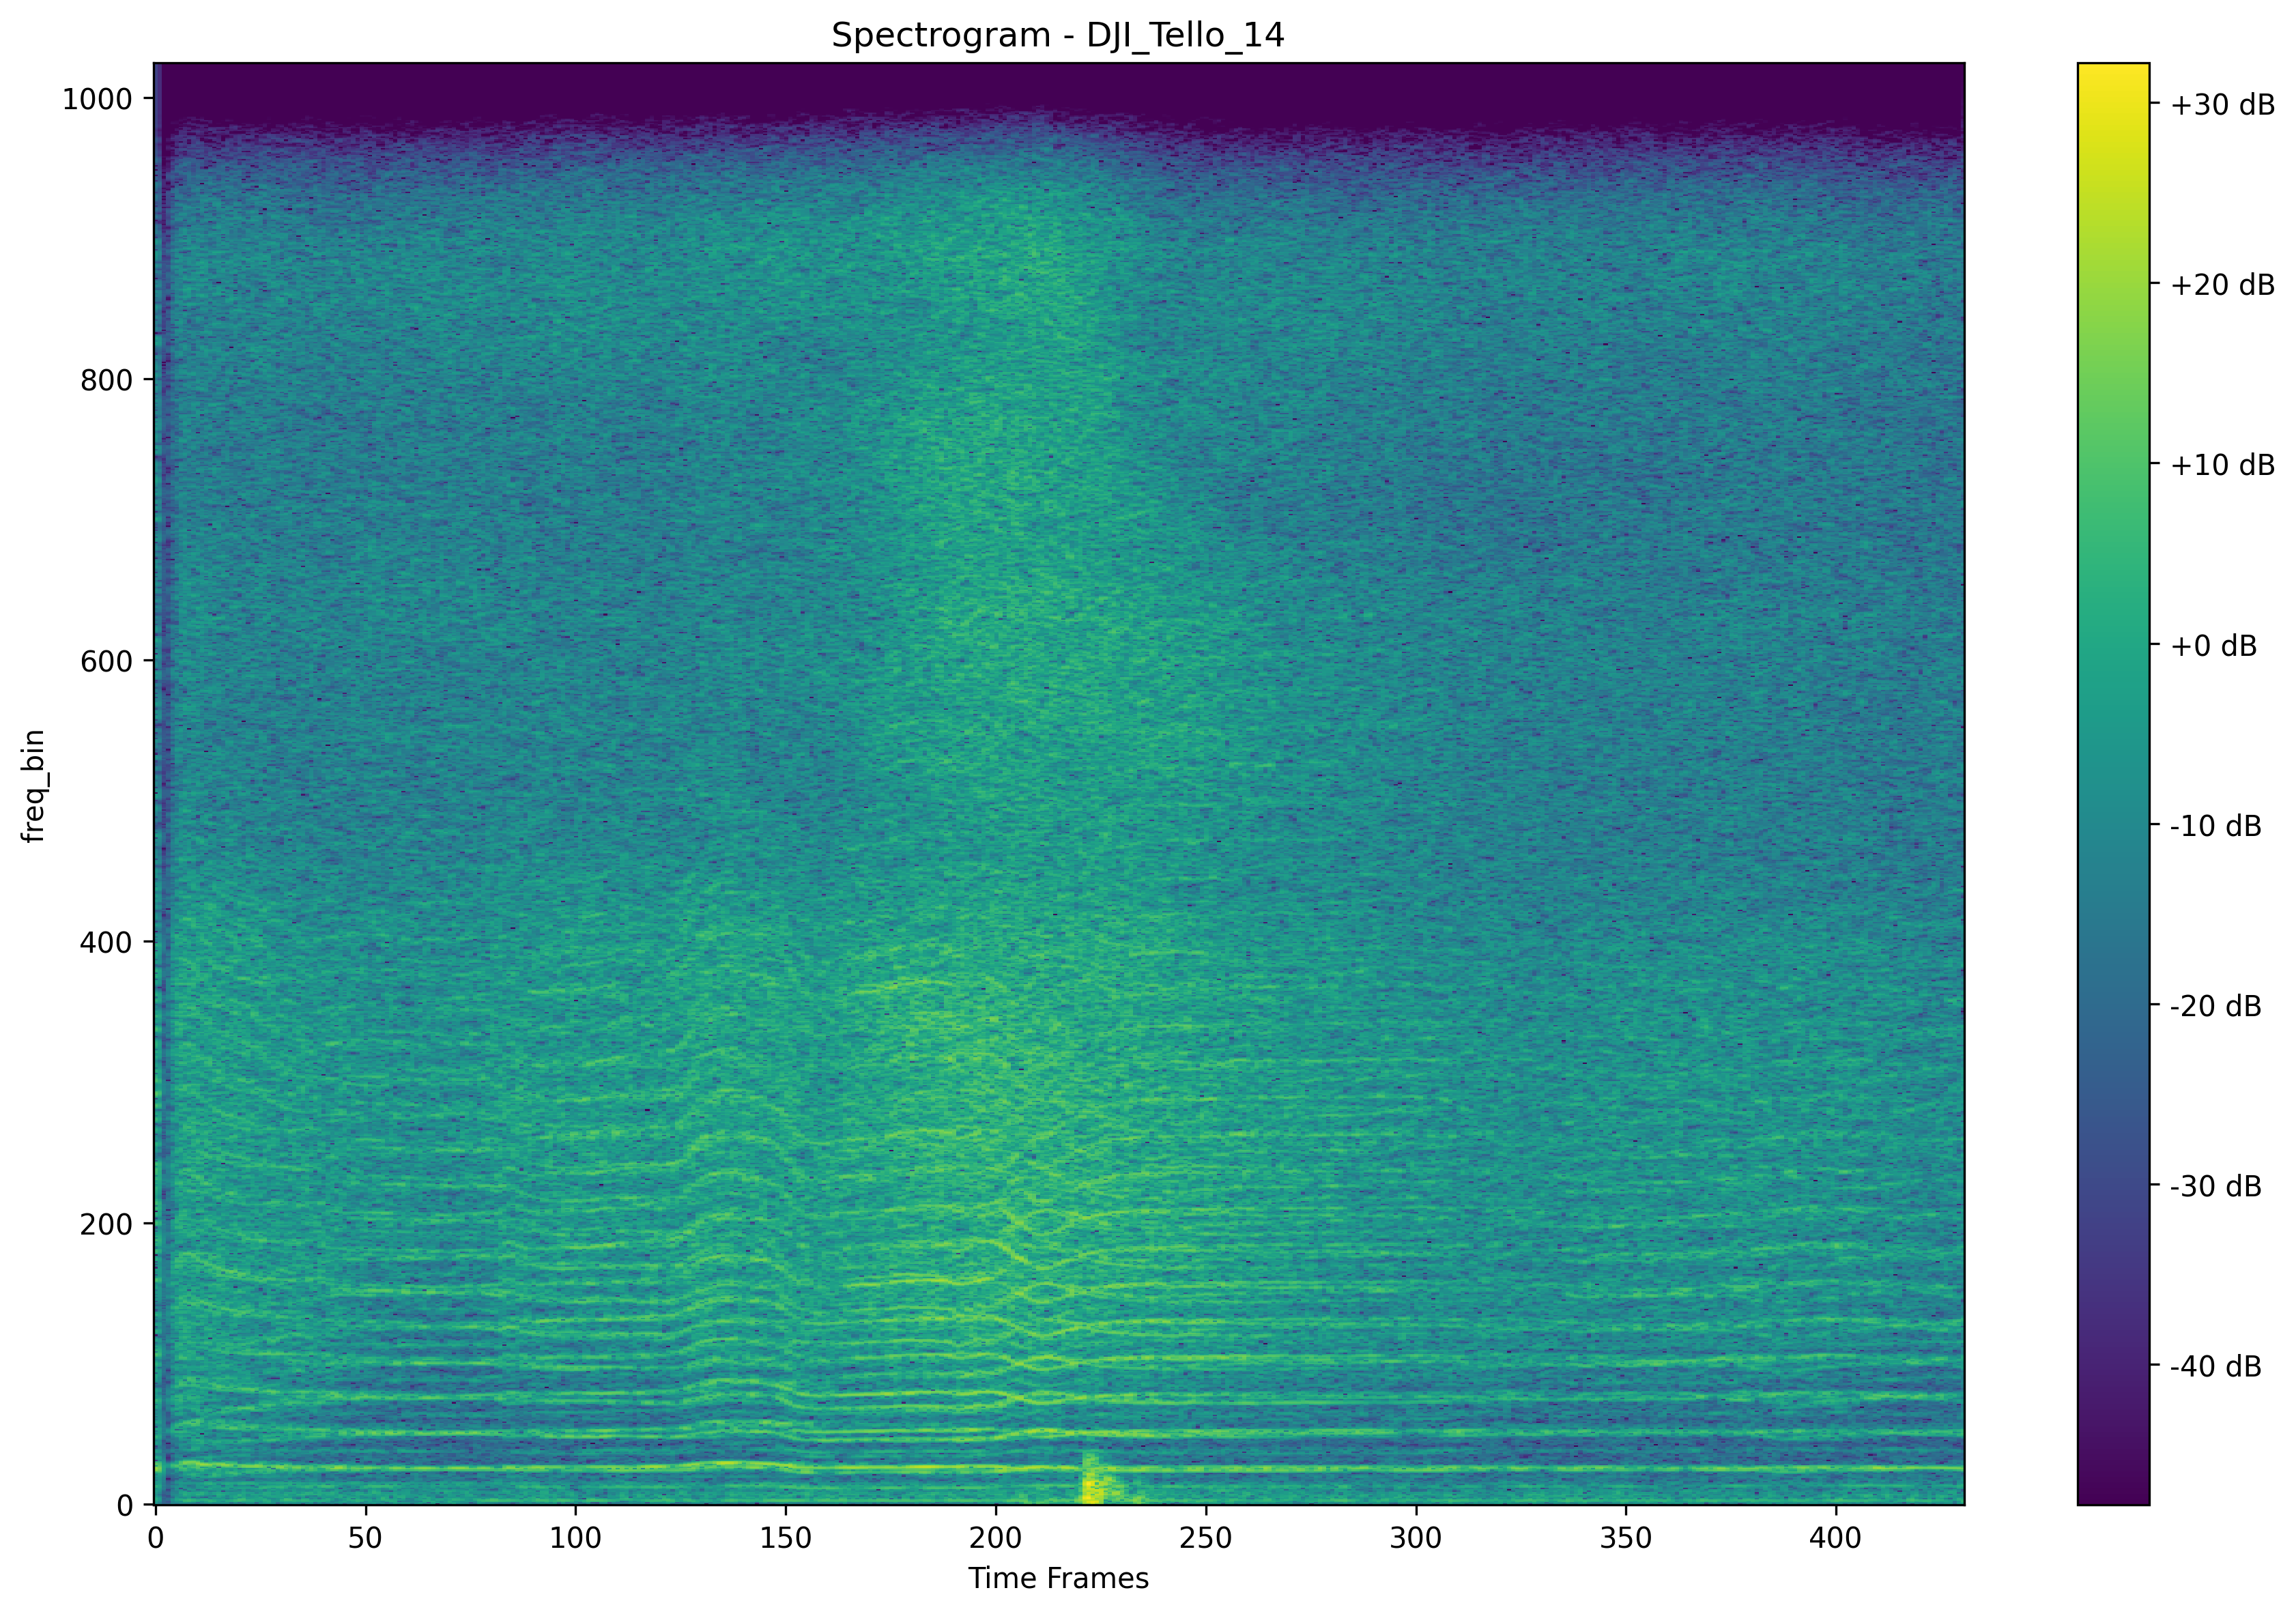 Spectrogram - DJI_Tello_14
1000
800
600
400
200
0
freq_bin
0 50 100 150 200 250 300 350 400
Time Frames
+30 dB
+20 dB
+10 dB
+0 dB
-10 dB
-20 dB
-30 dB
-40 dB